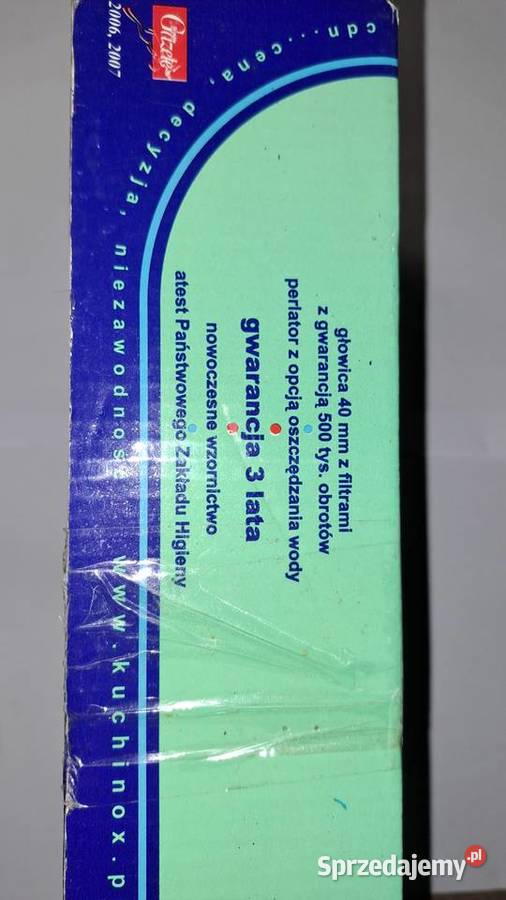 cdn...cena, decyzja, niezawodność www.kuchinox.p
2006, 2007
głowica 40 mm z filtrami
z gwarancją 500 tys. obrotów
perlator z opcją oszczędzania wody
gwarancja 3 lata
nowoczesne wzornictwo
atest Państwowego Zakładu Higieny
Sprzedajemy.pl